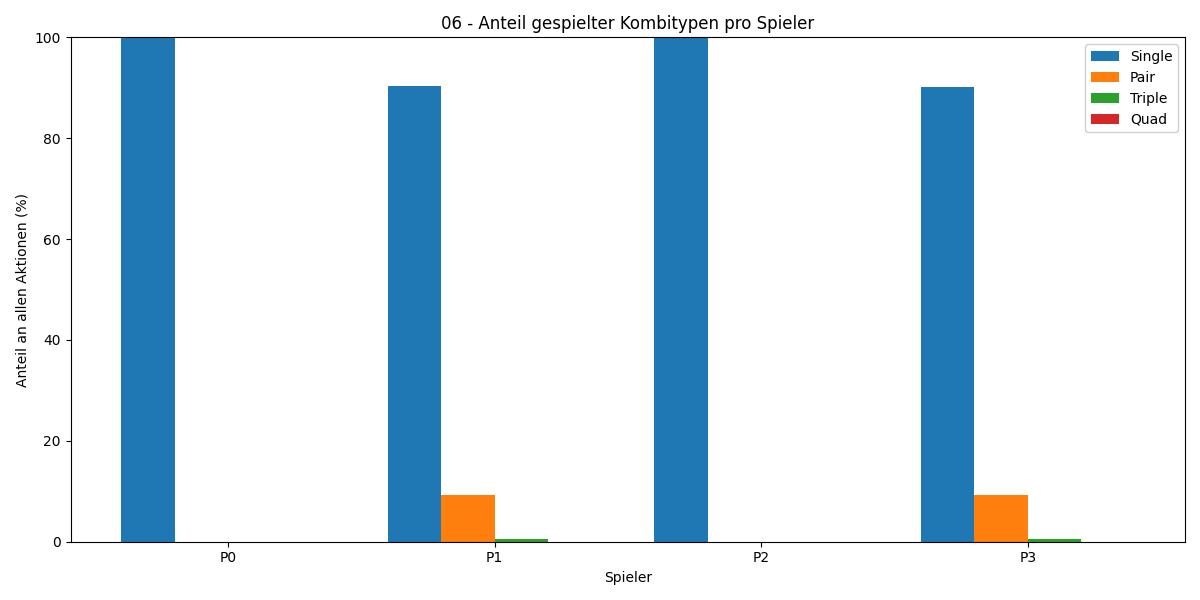 06 - Anteil gespielter Kombitypen pro Spieler
Anteil an allen Aktionen (%)
100
80
60
40
20
0
Single
Pair
Triple
Quad
P0 P1 P2 P3
Spieler